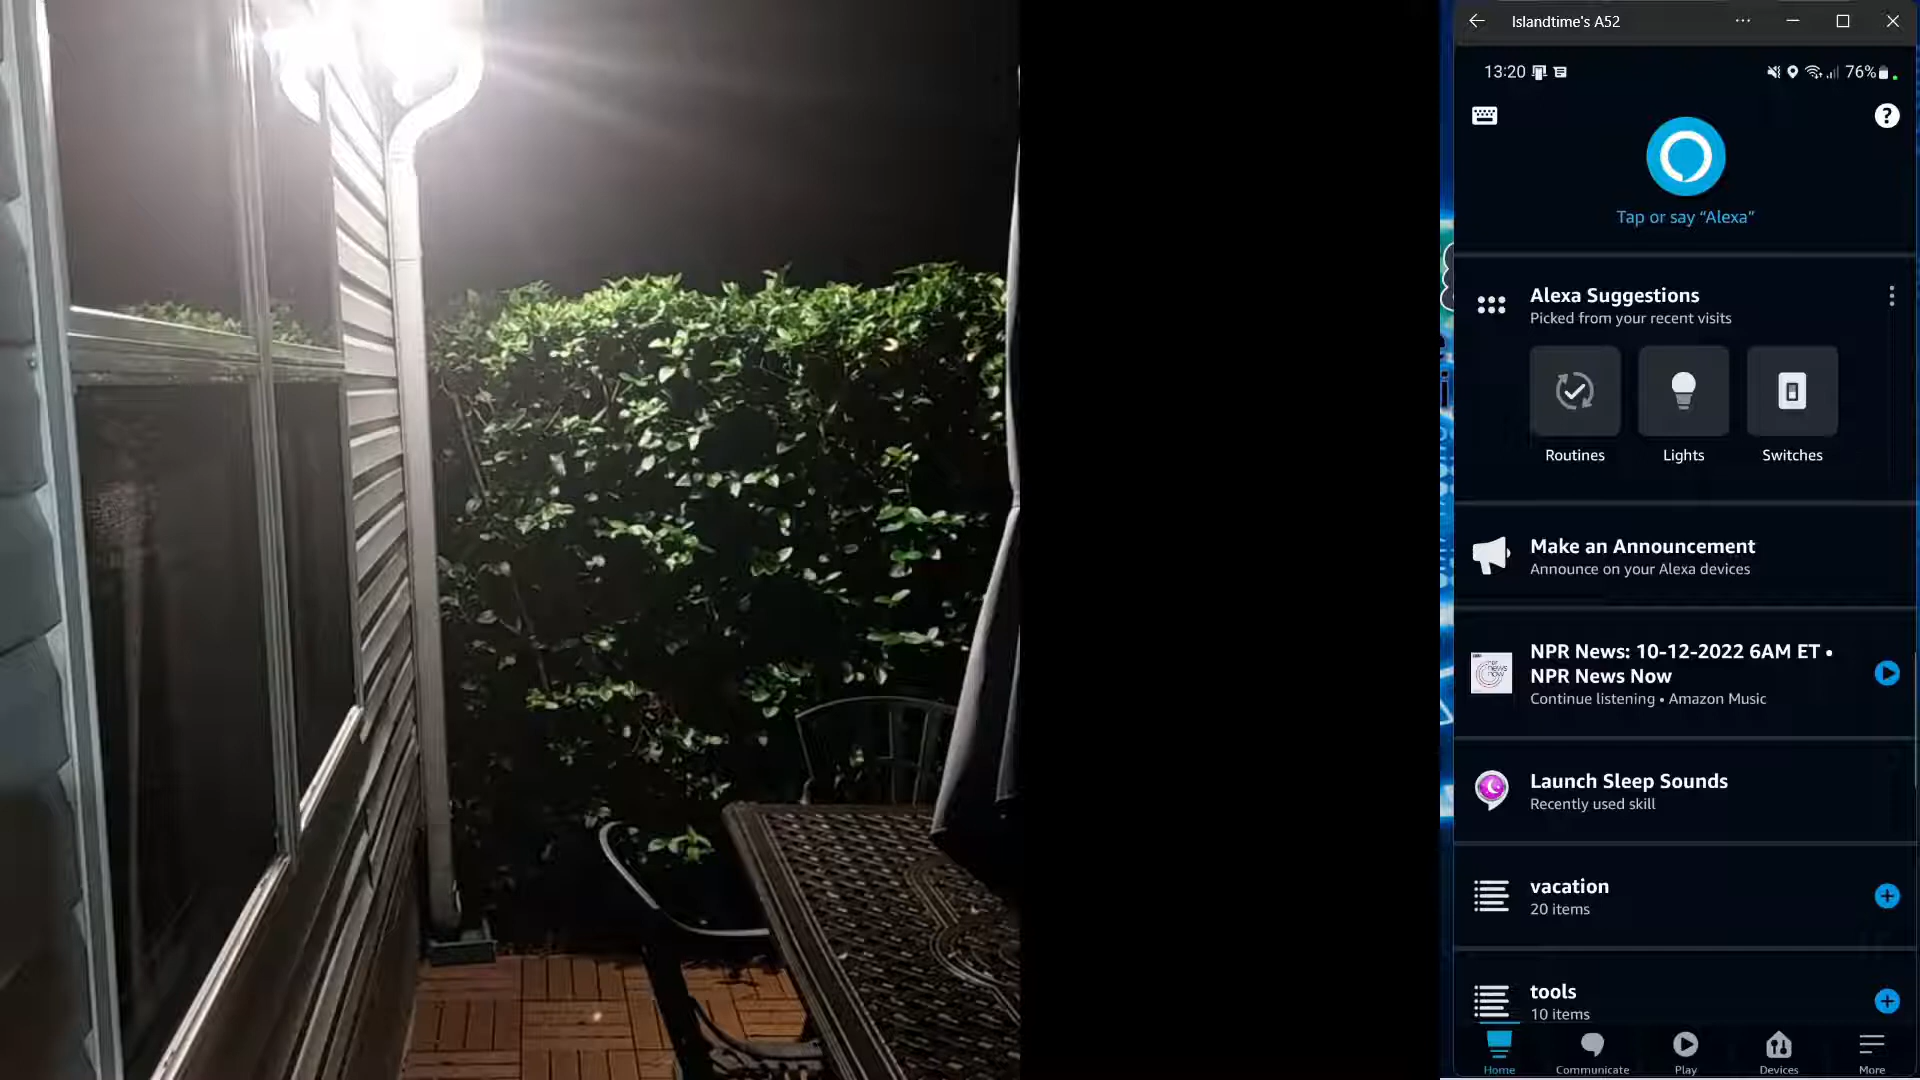 Islandtime's A52
13:20
76%
Tap or say “Alexa”
Alexa Suggestions
Picked from your recent visits
Routines
Lights
Switches
Make an Announcement
Announce on your Alexa devices
NPR News: 10-12-2022 6AM ET •
NPR News Now
Continue listening • Amazon Music
Launch Sleep Sounds
Recently used skill
vacation
20 items
tools
10 items
Home
Communicate
Play
Devices
More